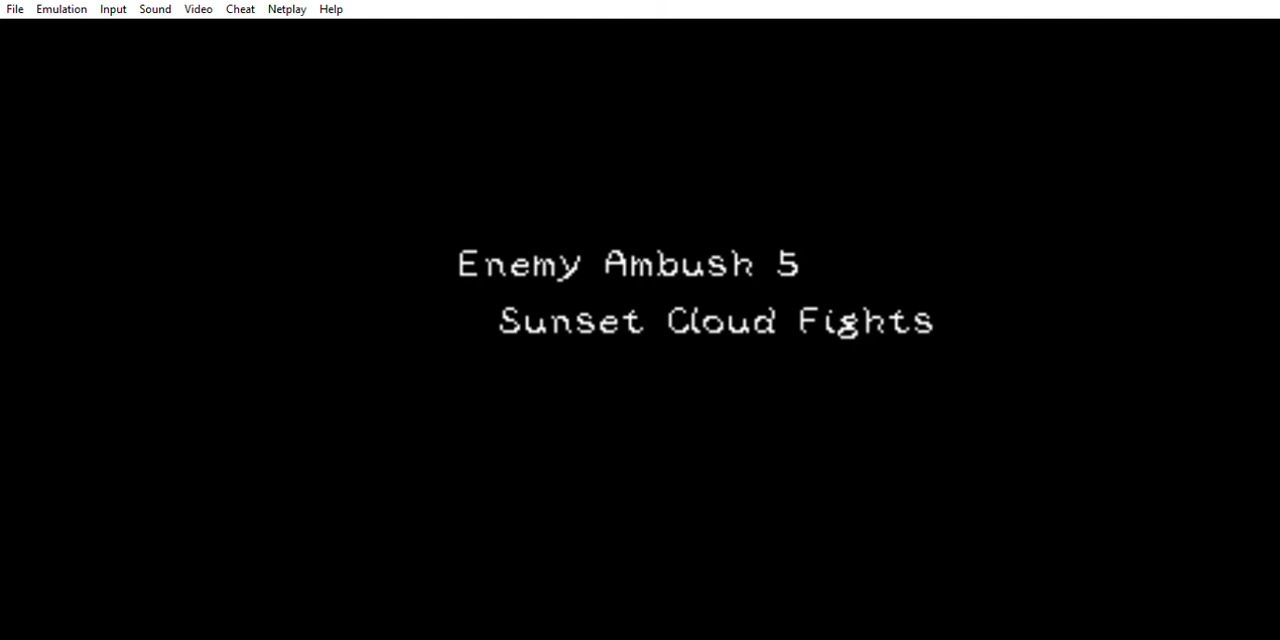 File Emulation Input Sound Video Cheat Netplay Help
Enemy Ambush 5
Sunset Cloud Fights